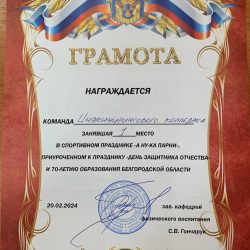 ГРАМОТА
НАГРАЖДАЕТСЯ
КОМАНДА Инжинирингового колледжа
ЗАНЯВШАЯ 1 МЕСТО
В СПОРТИВНОМ ПРАЗДНИКЕ «А НУ-КА ПАРНИ»,
ПРИУРОЧЕННОМ К ПРАЗДНИКУ «ДЕНЬ ЗАЩИТНИКА ОТЕЧЕСТВА»
И 70-ЛЕТИЮ ОБРАЗОВАНИЯ БЕЛГОРОДСКОЙ ОБЛАСТИ
20.02.2024
зав. кафедрой
физического воспитания
С.В. Гончарук